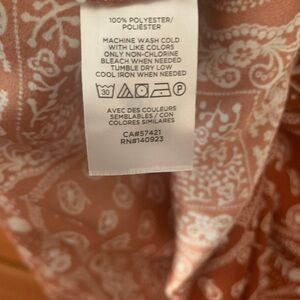 100% POLYESTER/
POLIÉSTER
MACHINE WASH COLD
WITH LIKE COLORS
ONLY NON-CHLORINE
BLEACH WHEN NEEDED
TUMBLE DRY LOW
COOL IRON WHEN NEEDED
30 P
AVEC DES COULEURS
SEMBLABLES / CON
COLORES SIMILARES
CA#57421
RN#140923